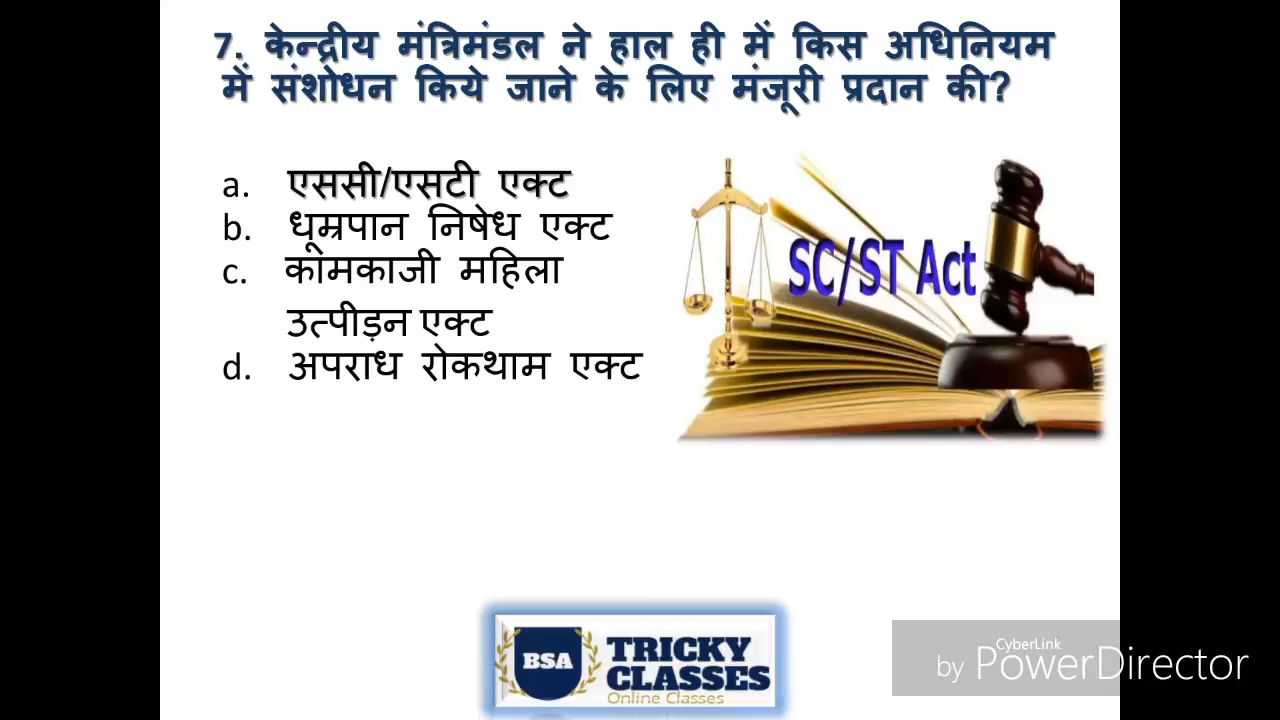 7. केन्द्रीय मंत्रिमंडल ने हाल ही में किस अधिनियम
में संशोधन किये जाने के लिए मंजूरी प्रदान की?
a. एससी/एसटी एक्ट
b. धूम्रपान निषेध एक्ट
c. कामकाजी महिला
उत्पीड़न एक्ट
d. अपराध रोकथाम एक्ट
SC/ST Act
BSA
TRICKY
CLASSES
Online Classes
CyberLink
by PowerDirector